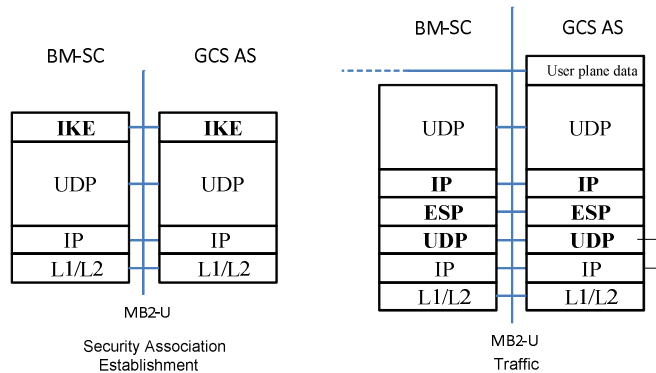 BM-SC
GCS AS
IKE
IKE
UDP
UDP
IP
IP
L1/L2
L1/L2
MB2-U
Security Association
Establishment
BM-SC
GCS AS
User plane data
UDP
UDP
IP
IP
ESP
ESP
UDP
UDP
IP
IP
L1/L2
L1/L2
MB2-U
Traffic